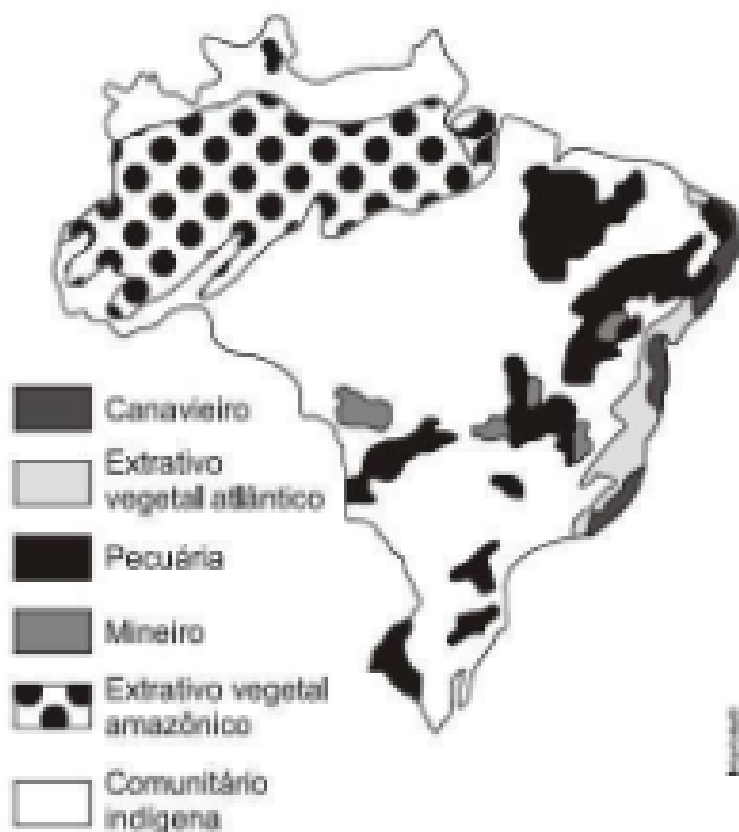 Canavieiro
Extrativo
vegetal atlântico
Pecuária
Mineiro
Extrativo vegetal
amazônico
Comunitário
indígena